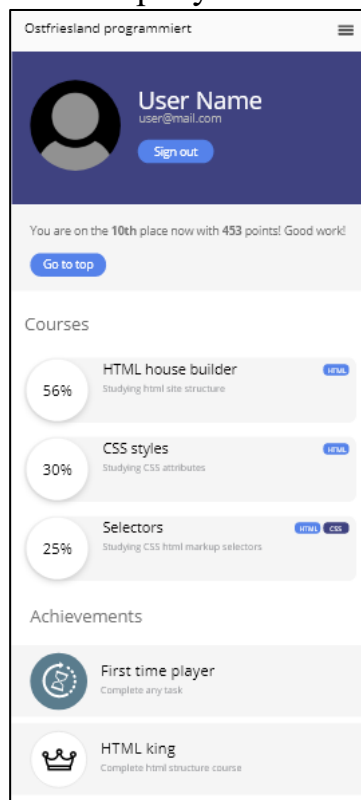 Ostfriesland programmiert
User Name
user@mail.com
Sign out
You are on the 10th place now with 453 points! Good work!
Go to top
Courses
56%
HTML house builder
HTML
Studying html site structure
30%
CSS styles
HTML
Studying CSS attributes
25%
Selectors
HTML CSS
Studying CSS html markup selectors
Achievements
First time player
Complete any task
HTML king
Complete html structure course